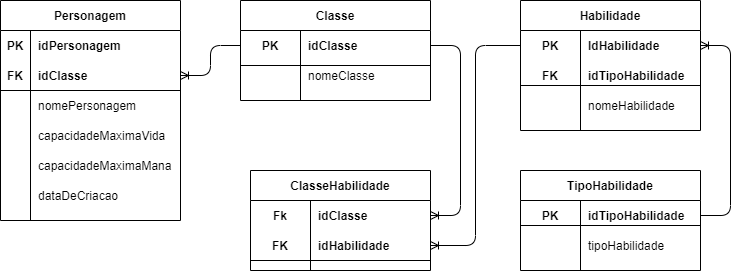 Personagem
PK idPersonagem
FK idClasse
nomePersonagem
capacidadeMaximaVida
capacidadeMaximaMana
dataDeCriacao
Classe
PK idClasse
nomeClasse
Habilidade
PK IdHabilidade
FK idTipoHabilidade
nomeHabilidade
ClasseHabilidade
Fk idClasse
FK idHabilidade
TipoHabilidade
PK idTipoHabilidade
tipoHabilidade